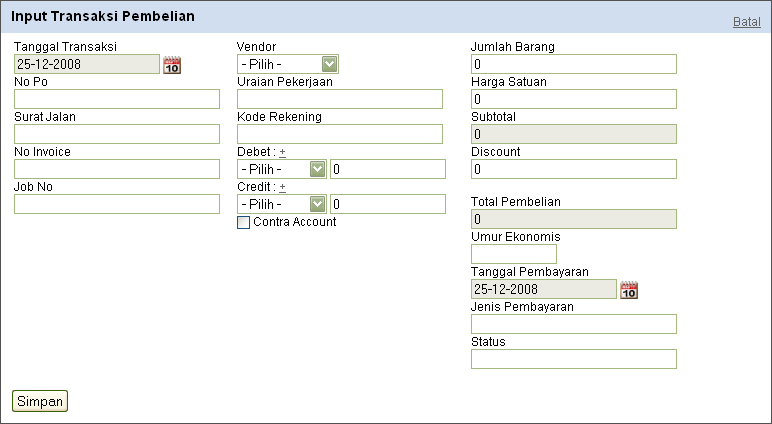 Input Transaksi Pembelian
Batal
Tanggal Transaksi
25-12-2008
10
No Po
Surat Jalan
No Invoice
Job No
Vendor
- Pilih -
Uraian Pekerjaan
Kode Rekening
Debet : +
- Pilih - 0
Credit : +
- Pilih - 0
Contra Account
Jumlah Barang
0
Harga Satuan
0
Subtotal
0
Discount
0
Total Pembelian
0
Umur Ekonomis
Tanggal Pembayaran
25-12-2008
10
Jenis Pembayaran
Status
Simpan